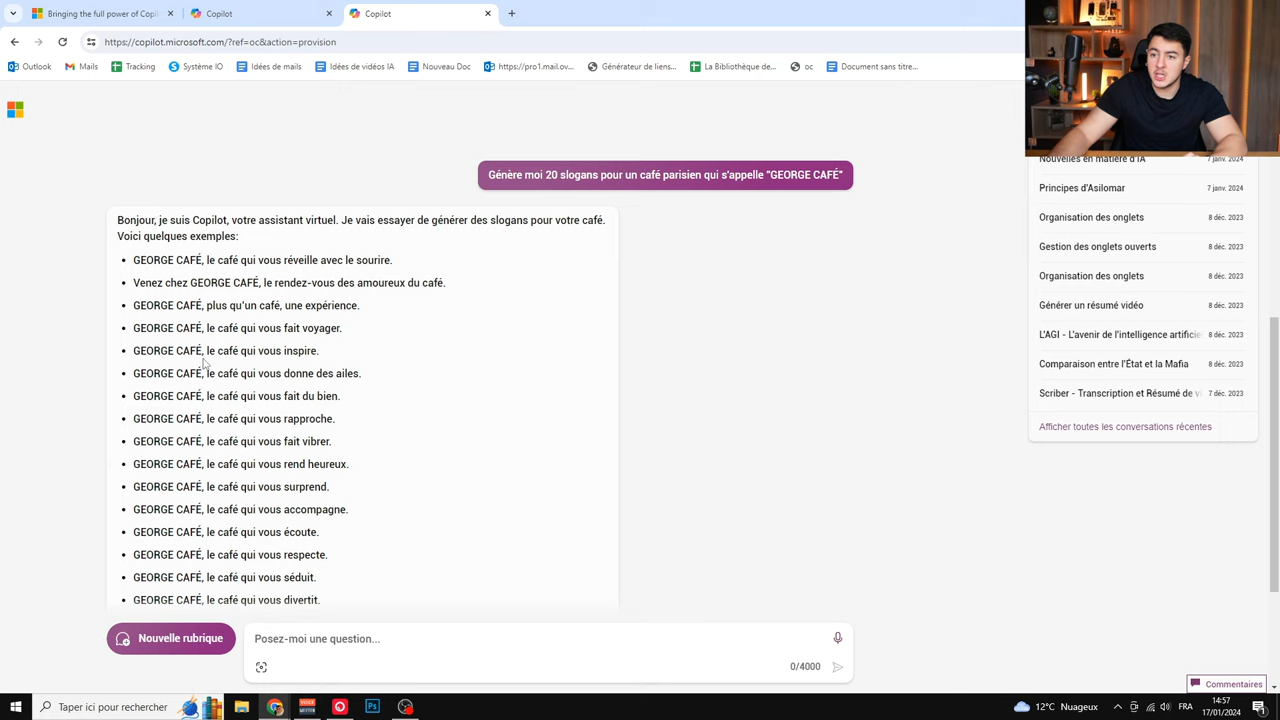 Bringing the full power of Copilot
Copilot
Copilot
https://copilot.microsoft.com/?ref=oc&action=provision
Outlook
Mails
Tracking
Système IO
Idées de mails
Idées de vidéos IA
Nouveau Doc
https://pro1.mail.ov...
Générateur de liens...
La Bibliothèque de...
oc
Document sans titre...
Génère moi 20 slogans pour un café parisien qui s'appelle "GEORGE CAFÉ"
Bonjour, je suis Copilot, votre assistant virtuel. Je vais essayer de générer des slogans pour votre café.
Voici quelques exemples:
• GEORGE CAFÉ, le café qui vous réveille avec le sourire.
• Venez chez GEORGE CAFÉ, le rendez-vous des amoureux du café.
• GEORGE CAFÉ, plus qu'un café, une expérience.
• GEORGE CAFÉ, le café qui vous fait voyager.
• GEORGE CAFÉ, le café qui vous inspire.
• GEORGE CAFÉ, le café qui vous donne des ailes.
• GEORGE CAFÉ, le café qui vous fait du bien.
• GEORGE CAFÉ, le café qui vous rapproche.
• GEORGE CAFÉ, le café qui vous fait vibrer.
• GEORGE CAFÉ, le café qui vous rend heureux.
• GEORGE CAFÉ, le café qui vous surprend.
• GEORGE CAFÉ, le café qui vous accompagne.
• GEORGE CAFÉ, le café qui vous écoute.
• GEORGE CAFÉ, le café qui vous respecte.
• GEORGE CAFÉ, le café qui vous séduit.
• GEORGE CAFÉ, le café qui vous divertit.
Nouvelle rubrique
Posez-moi une question...
0/4000
Nouvelles en matière d'IA 7 janv. 2024
Principes d'Asilomar 7 janv. 2024
Organisation des onglets 8 déc. 2023
Gestion des onglets ouverts 8 déc. 2023
Organisation des onglets 8 déc. 2023
Générer un résumé vidéo 8 déc. 2023
L'AGI - L'avenir de l'intelligence artificie 8 déc. 2023
Comparaison entre l'État et la Mafia 8 déc. 2023
Scriber - Transcription et Résumé de vi 7 déc. 2023
Afficher toutes les conversations récentes
Commentaires
Taper ici pour rechercher
12°C Nuageux
FRA
14:57
17/01/2024